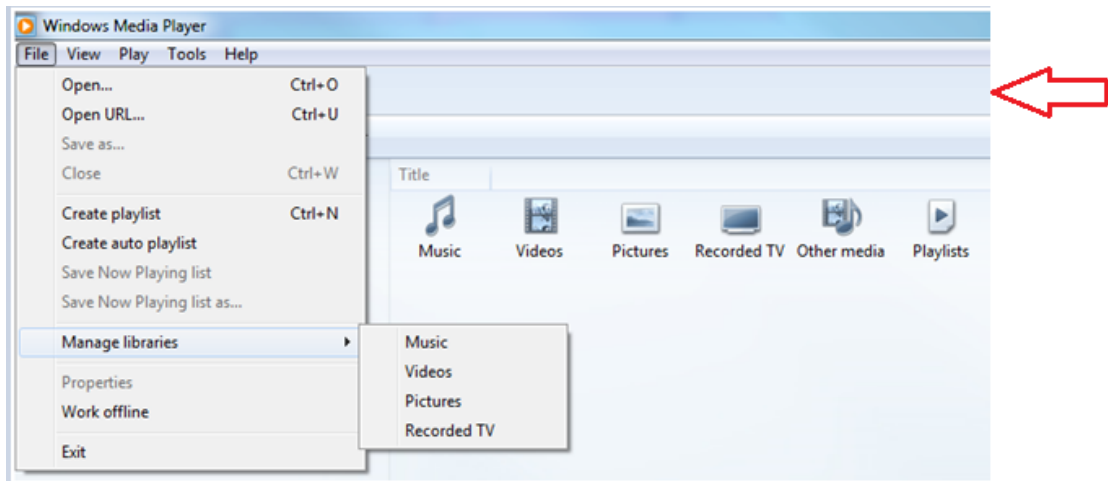 Windows Media Player
File View Play Tools Help
Open... Ctrl+O
Open URL... Ctrl+U
Save as...
Close Ctrl+W
Create playlist Ctrl+N
Create auto playlist
Save Now Playing list
Save Now Playing list as...
Manage libraries
Properties
Work offline
Exit
Music
Videos
Pictures
Recorded TV
Title
Music Videos Pictures Recorded TV Other media Playlists